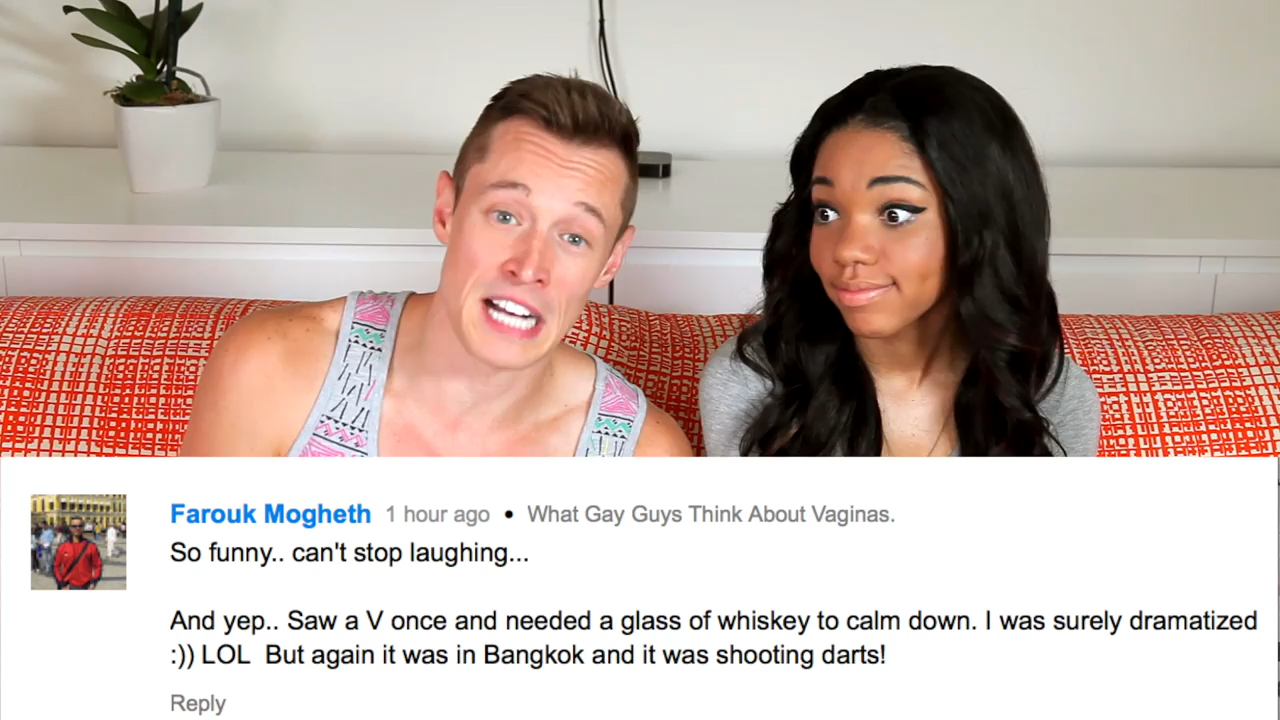 Farouk Mogheth 1 hour ago • What Gay Guys Think About Vaginas.
So funny.. can't stop laughing...
And yep.. Saw a V once and needed a glass of whiskey to calm down. I was surely dramatized
:)) LOL But again it was in Bangkok and it was shooting darts!
Reply